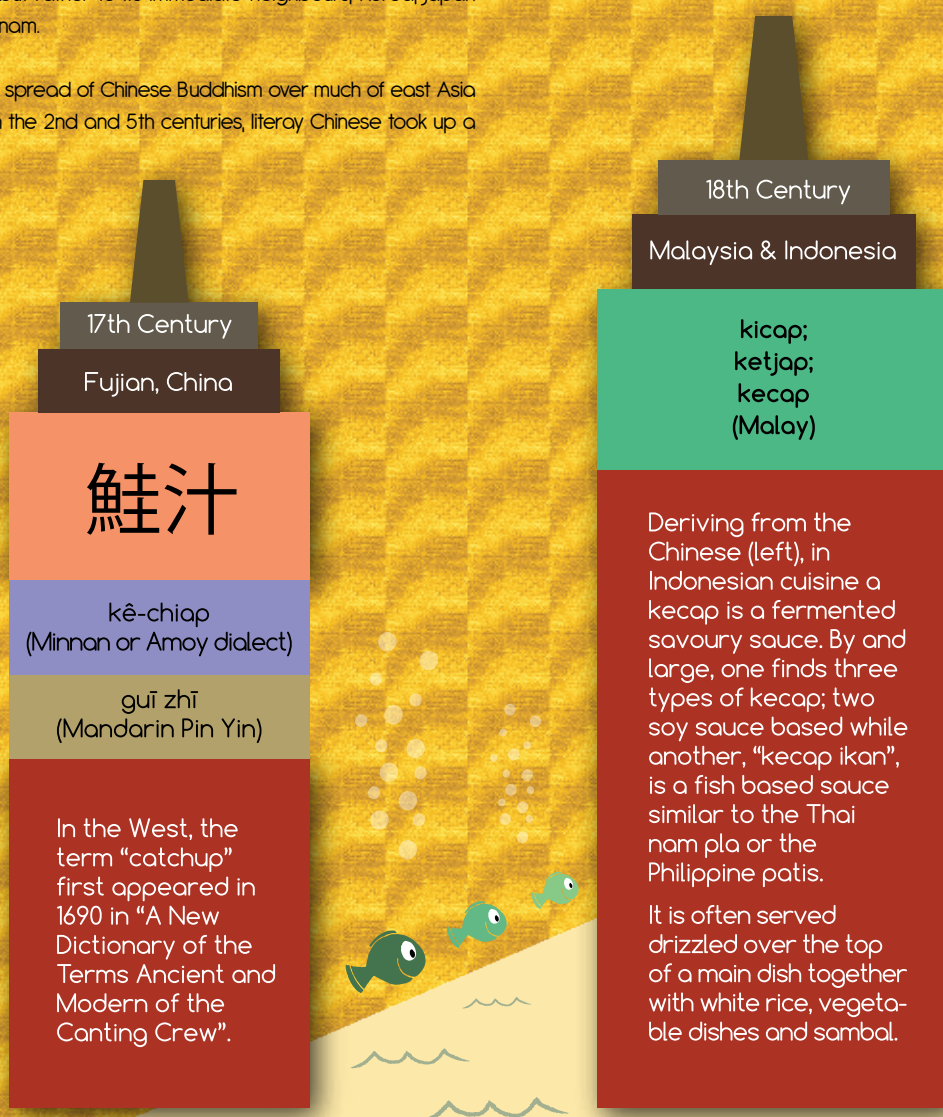 nam.
spread of Chinese Buddhism over much of east Asia
the 2nd and 5th centuries, literay Chinese took up a
17th Century
Fujian, China
鮭汁
kê-chiap
(Minnan or Amoy dialect)
guī zhī
(Mandarin Pin Yin)
In the West, the
term “catchup”
first appeared in
1690 in “A New
Dictionary of the
Terms Ancient and
Modern of the
Canting Crew”.
18th Century
Malaysia & Indonesia
kicap;
ketjap;
kecap
(Malay)
Deriving from the
Chinese (left), in
Indonesian cuisine a
kecap is a fermented
savoury sauce. By and
large, one finds three
types of kecap; two
soy sauce based while
another, “kecap ikan”,
is a fish based sauce
similar to the Thai
nam pla or the
Philippine patis.
It is often served
drizzled over the top
of a main dish together
with white rice, vegeta-
ble dishes and sambal.